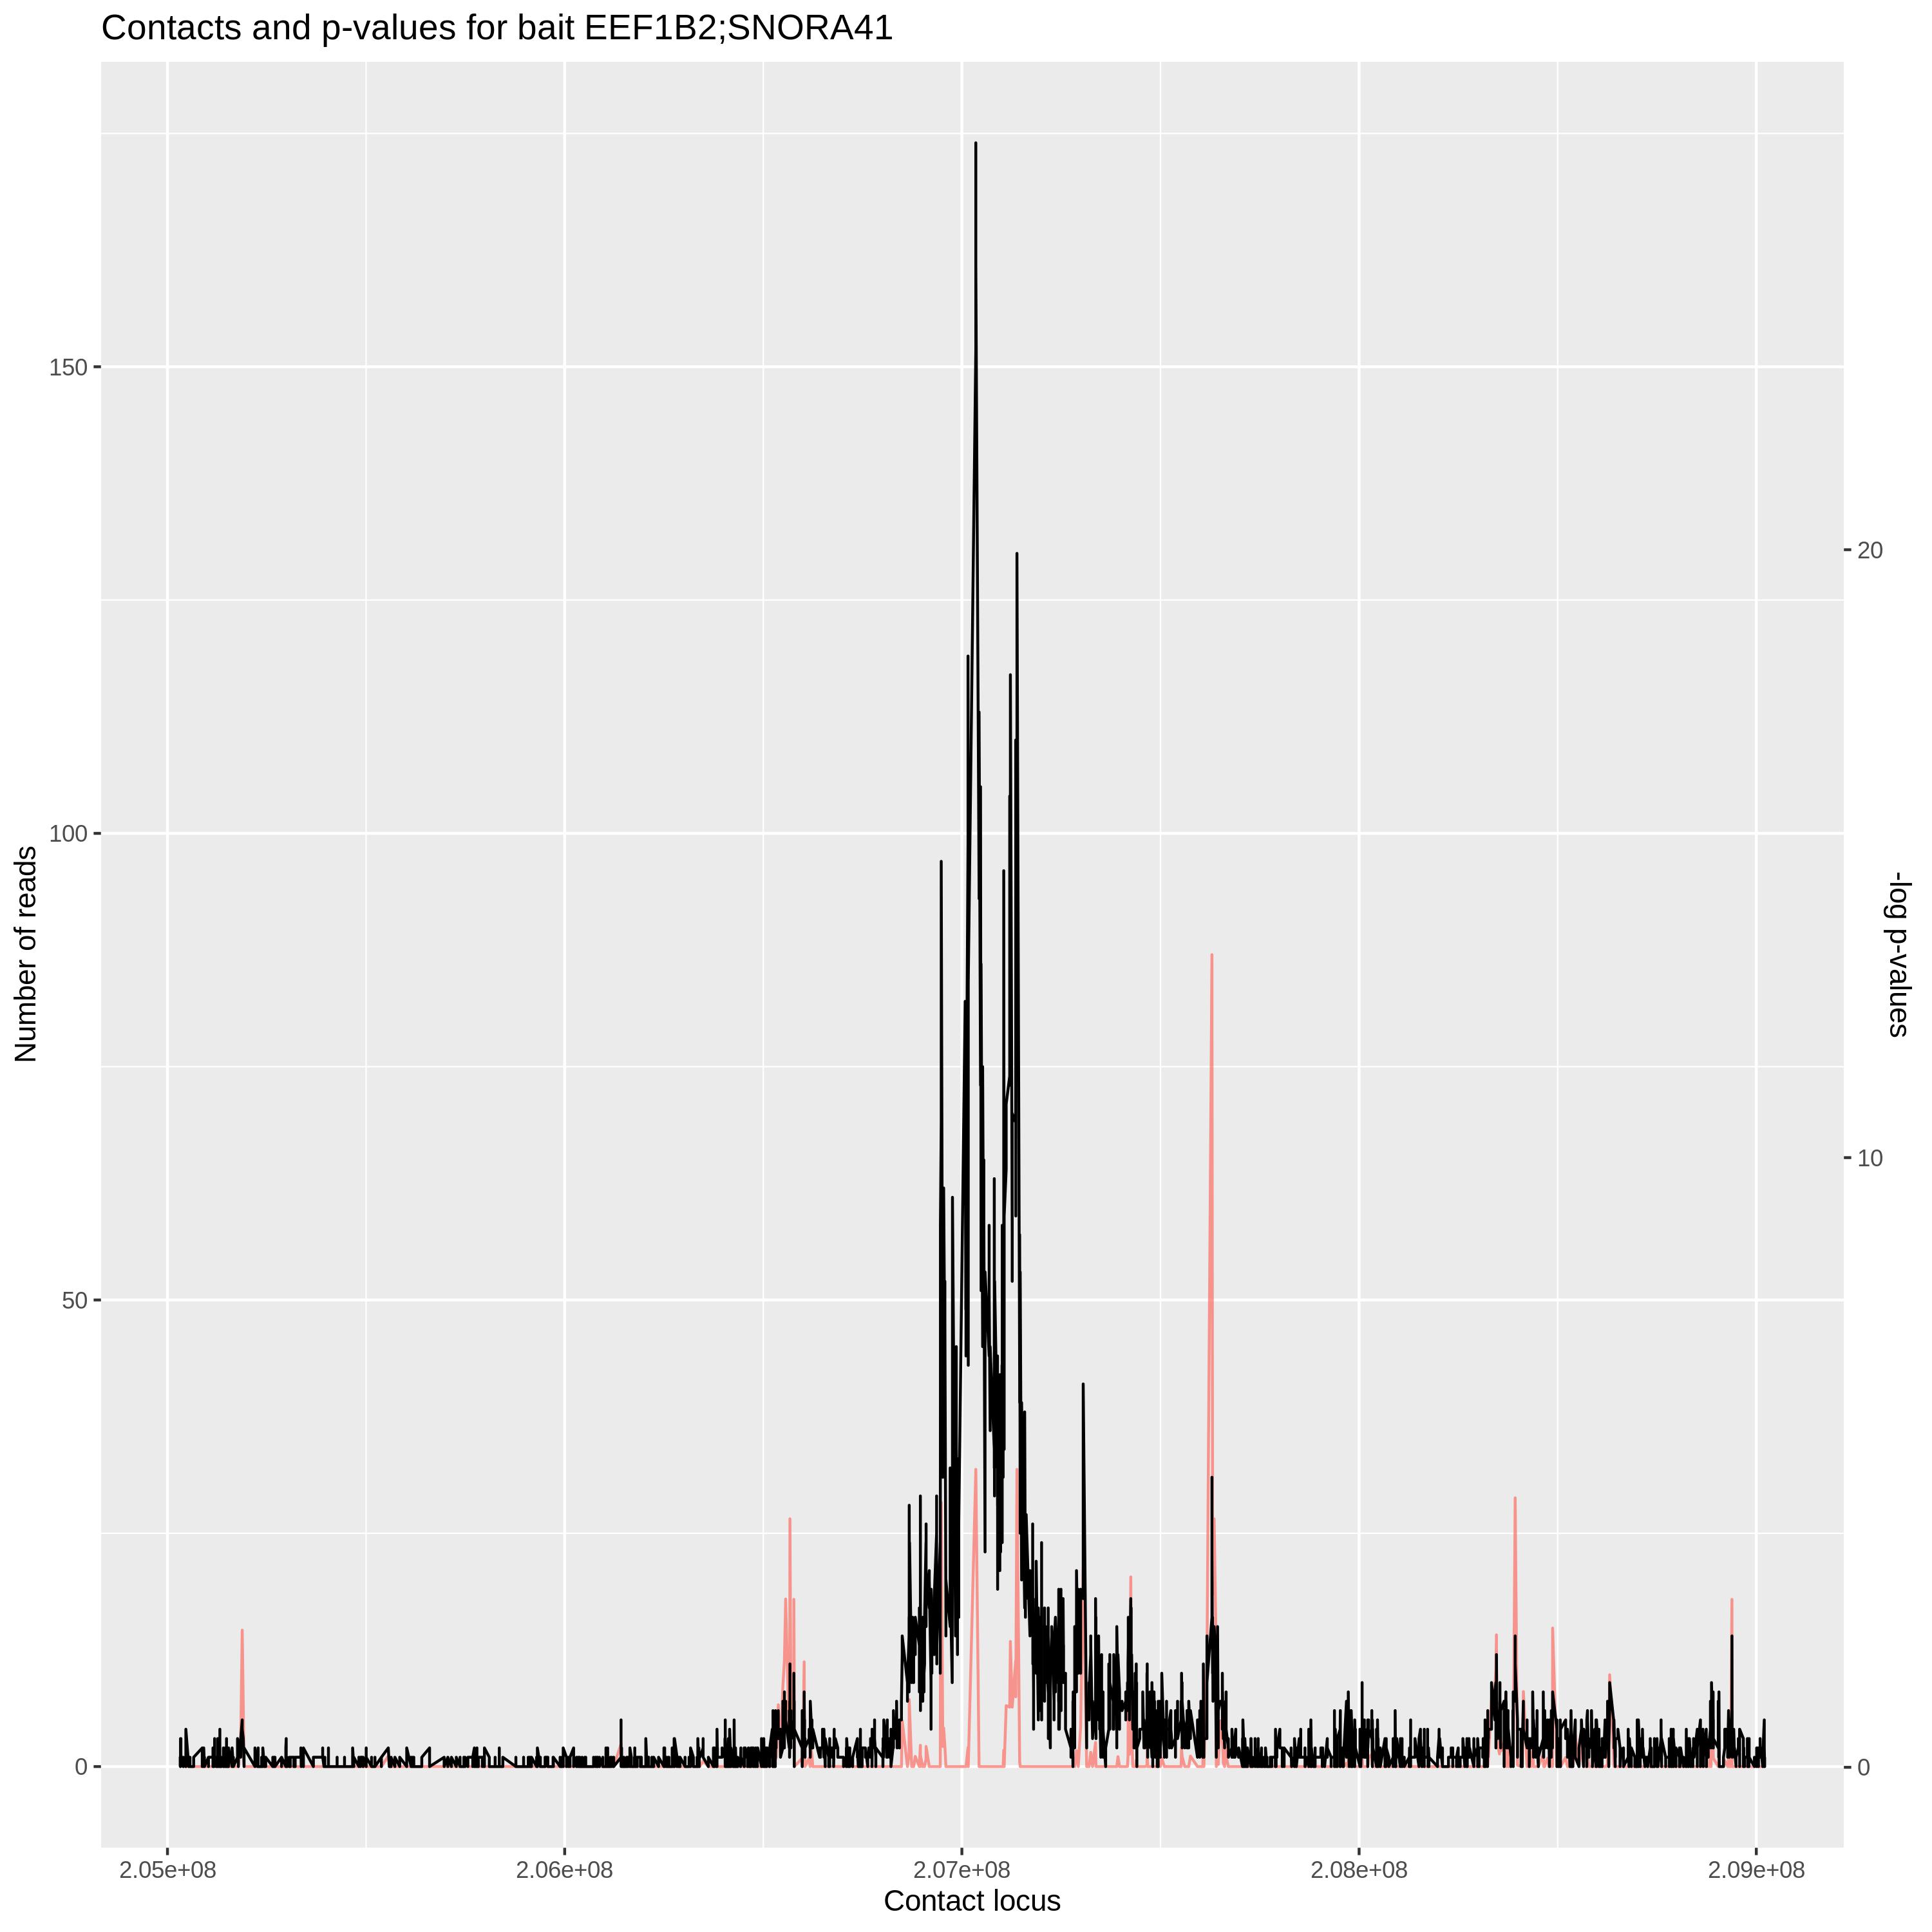 Contacts and p-values for bait EEF1B2;SNORA41
Number of reads
150
100
50
0
20
10
0
-log p-values
2.05e+08
2.06e+08
2.07e+08
2.08e+08
2.09e+08
Contact locus